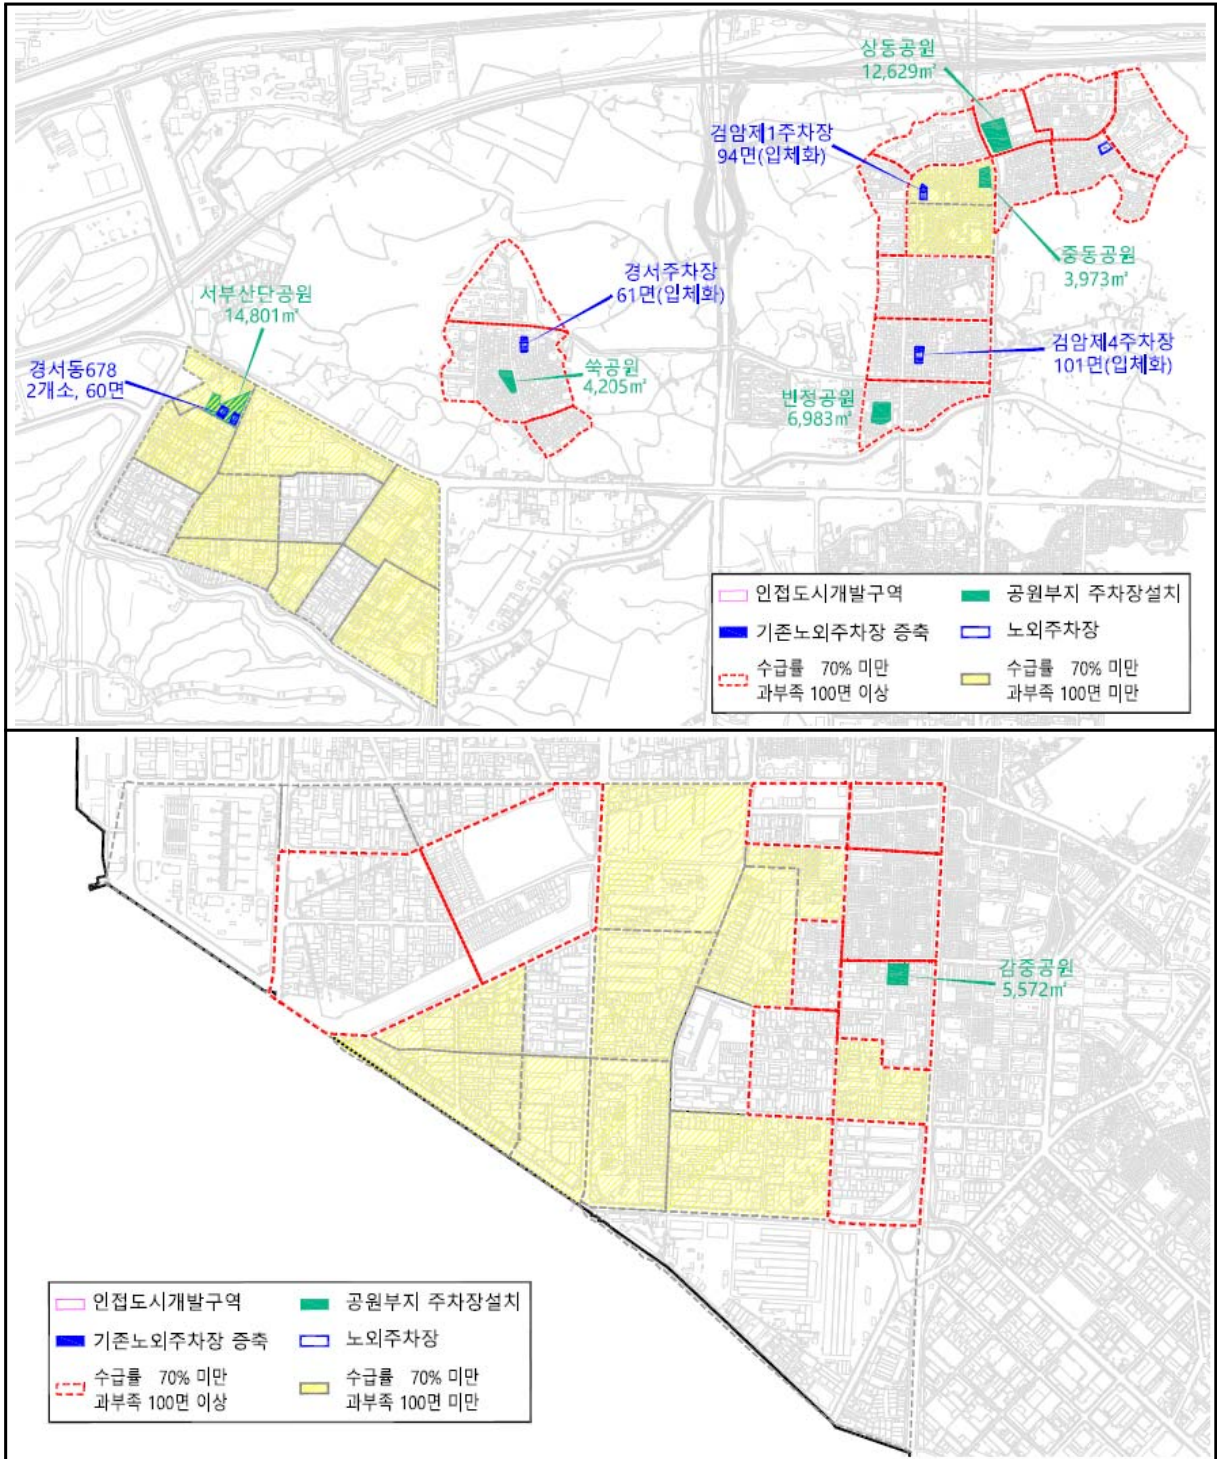 상동공원
12,629㎡
검암제1주차장
94면(입체화)
중동공원
3,973㎡
경서주차장
61면(입체화)
서부산단공원
14,801㎡
검암제4주차장
101면(입체화)
쑥공원
4,205㎡
경서동678
2개소, 60면
빈정공원
6,983㎡
인접도시개발구역
공원부지 주차장설치
기존노외주차장 증축
노외주차장
수급률 70% 미만
과부족 100면 이상
수급률 70% 미만
과부족 100면 미만
감중공원
5,572㎡
인접도시개발구역
공원부지 주차장설치
기존노외주차장 증축
노외주차장
수급률 70% 미만
과부족 100면 이상
수급률 70% 미만
과부족 100면 미만